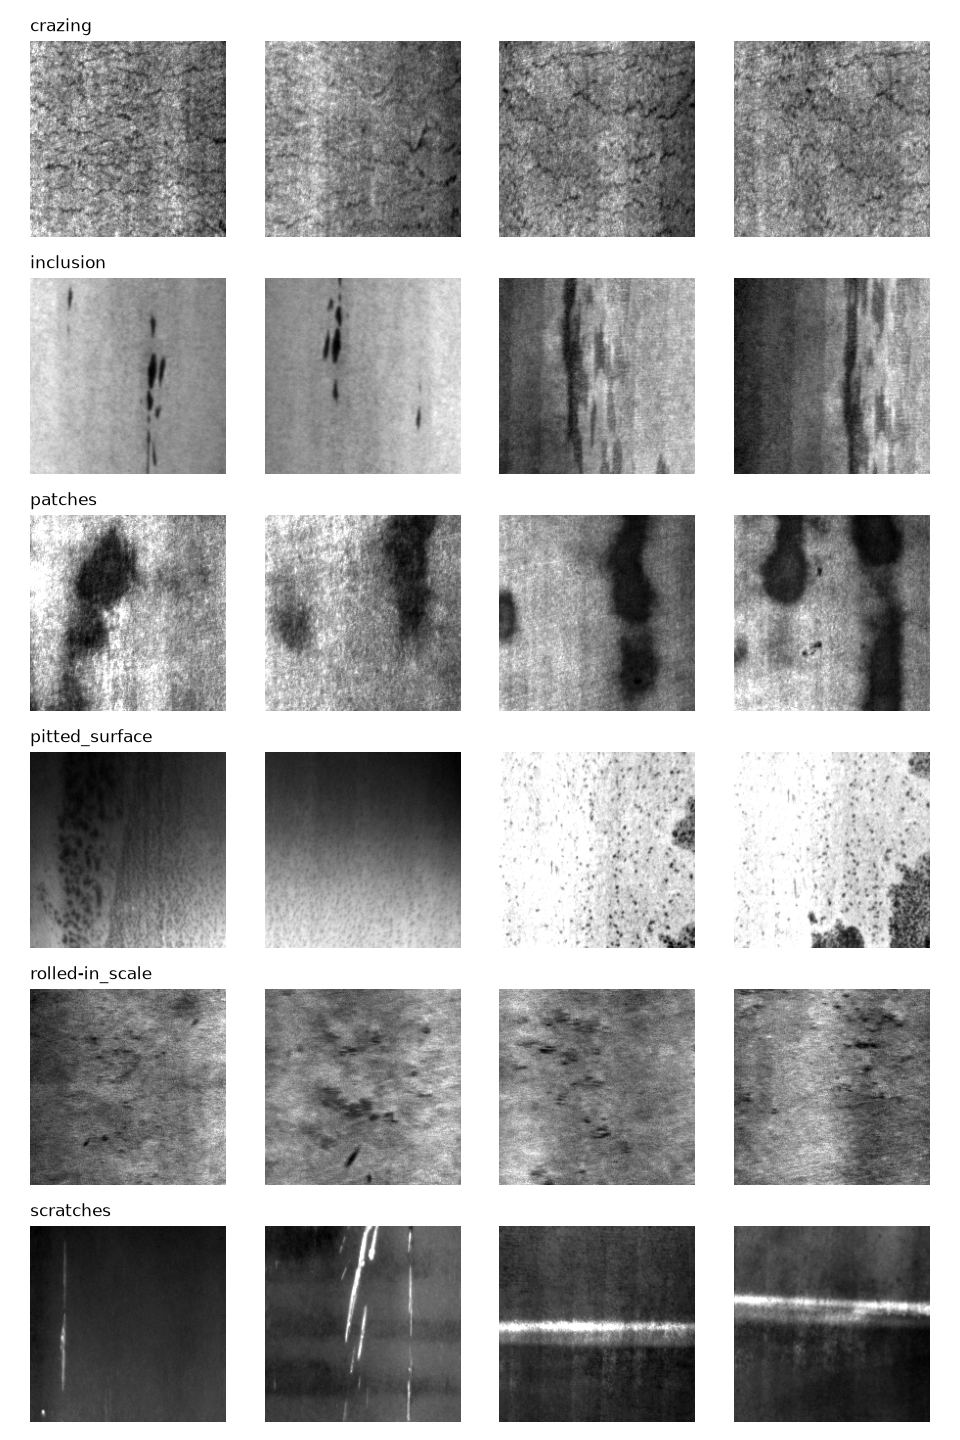 crazing
inclusion
patches
pitted_surface
rolled-in_scale
scratches